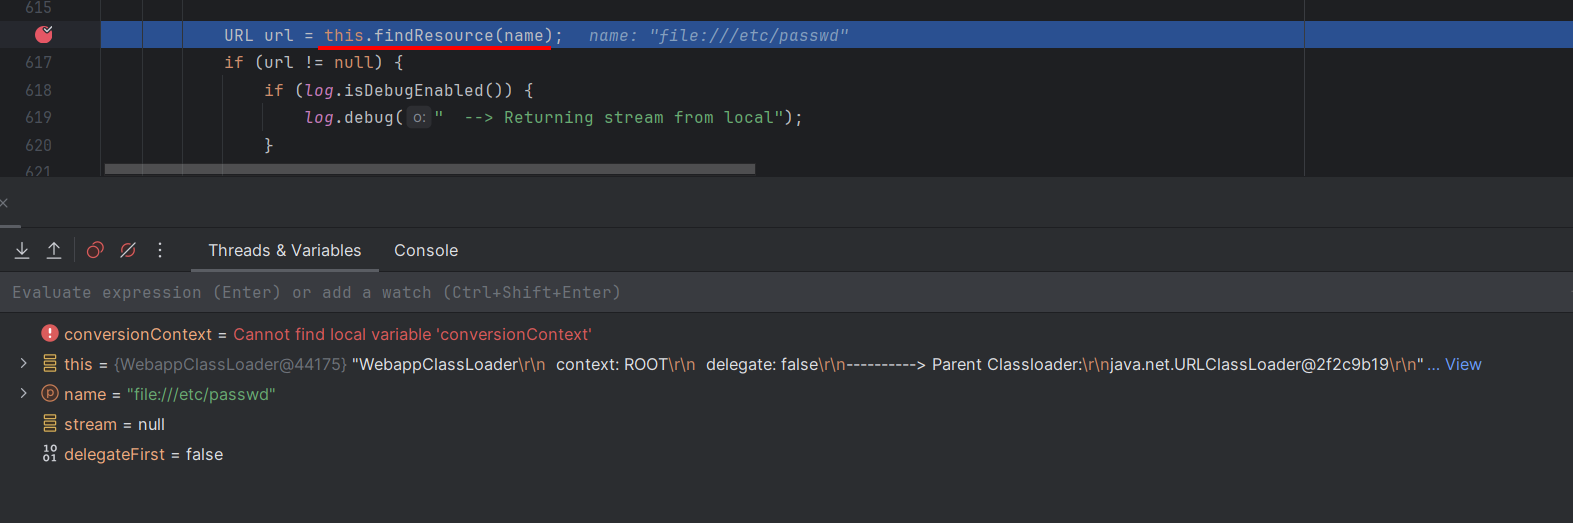 615
URL url = this.findResource(name); name: "file:///etc/passwd"
617 if (url != null) {
618 if (log.isDebugEnabled()) {
619 log.debug( o: " --> Returning stream from local");
620 }
621
Threads & Variables Console
Evaluate expression (Enter) or add a watch (Ctrl+Shift+Enter)
conversionContext = Cannot find local variable 'conversionContext'
this = {WebappClassLoader@44175} "WebappClassLoader\r\n context: ROOT\r\n delegate: false\r\n----------> Parent Classloader:\r\njava.net.URLClassLoader@2f2c9b19\r\n" ... View
name = "file:///etc/passwd"
stream = null
delegateFirst = false